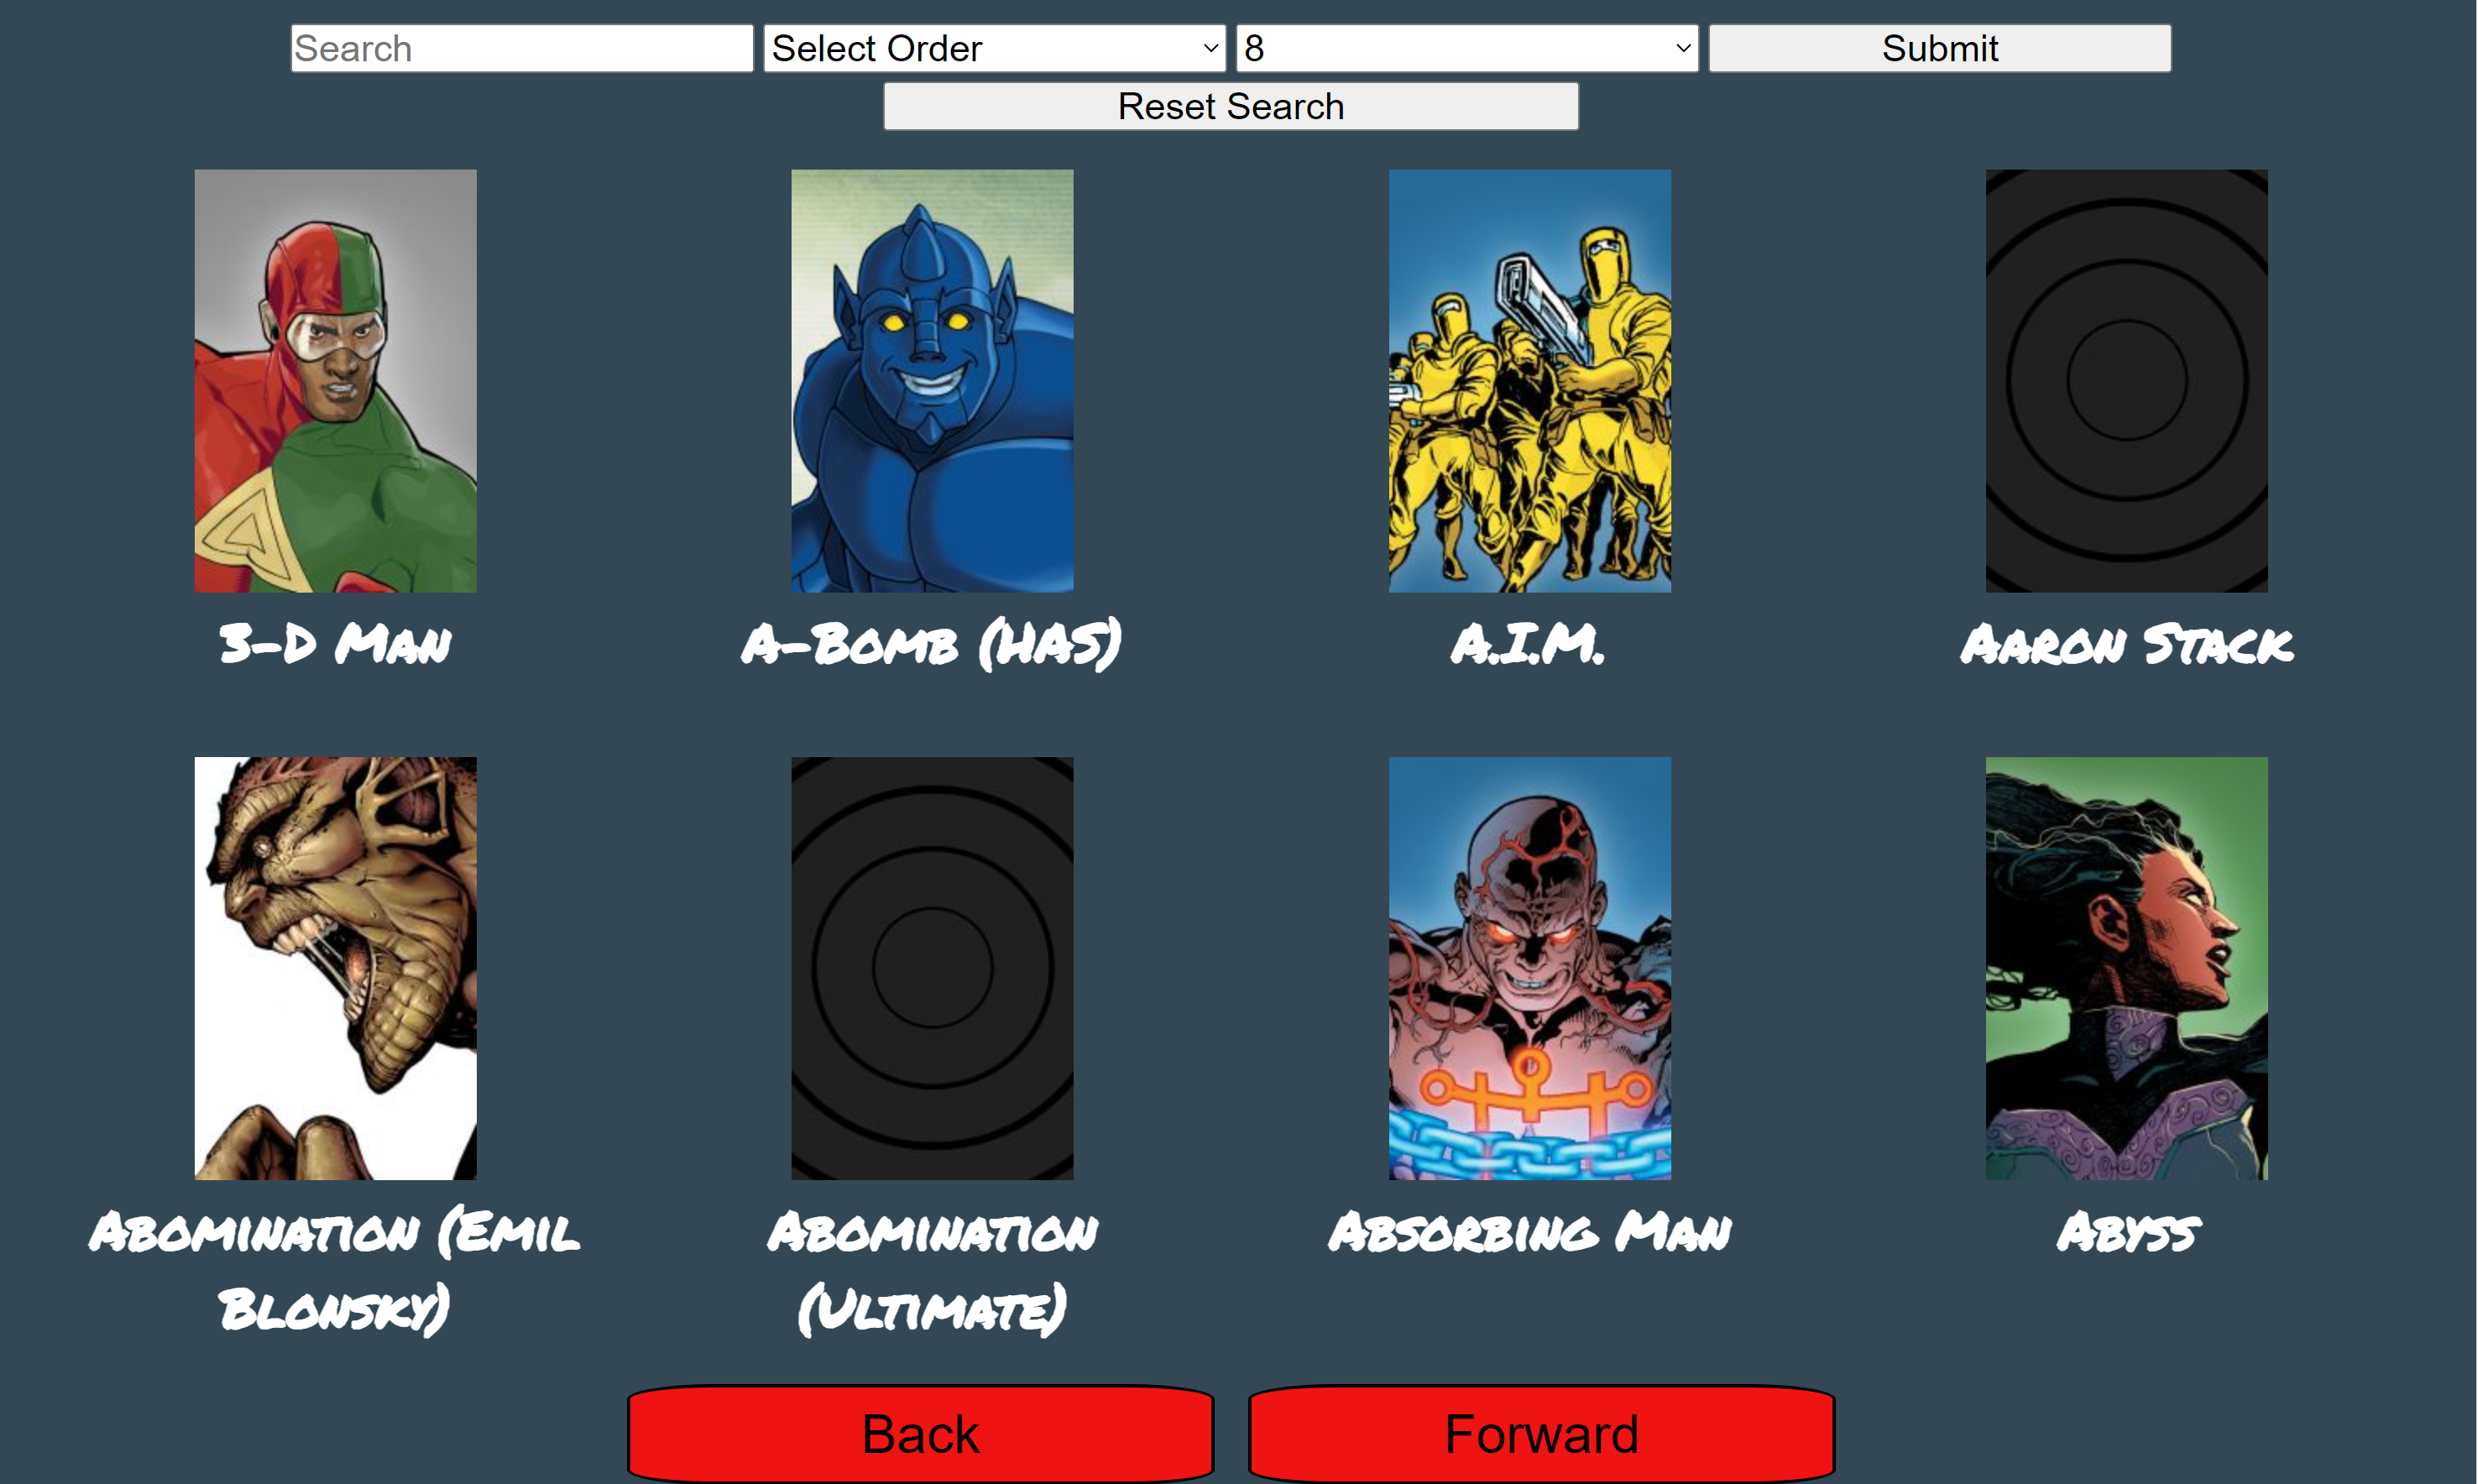 Search Select Order 8 Submit
Reset Search
3-D Man A-Bomb (HAS) A.I.M. Aaron Stack
Abomination (Emil Blonsky) Abomination (Ultimate) Absorbing Man Abyss
Back Forward